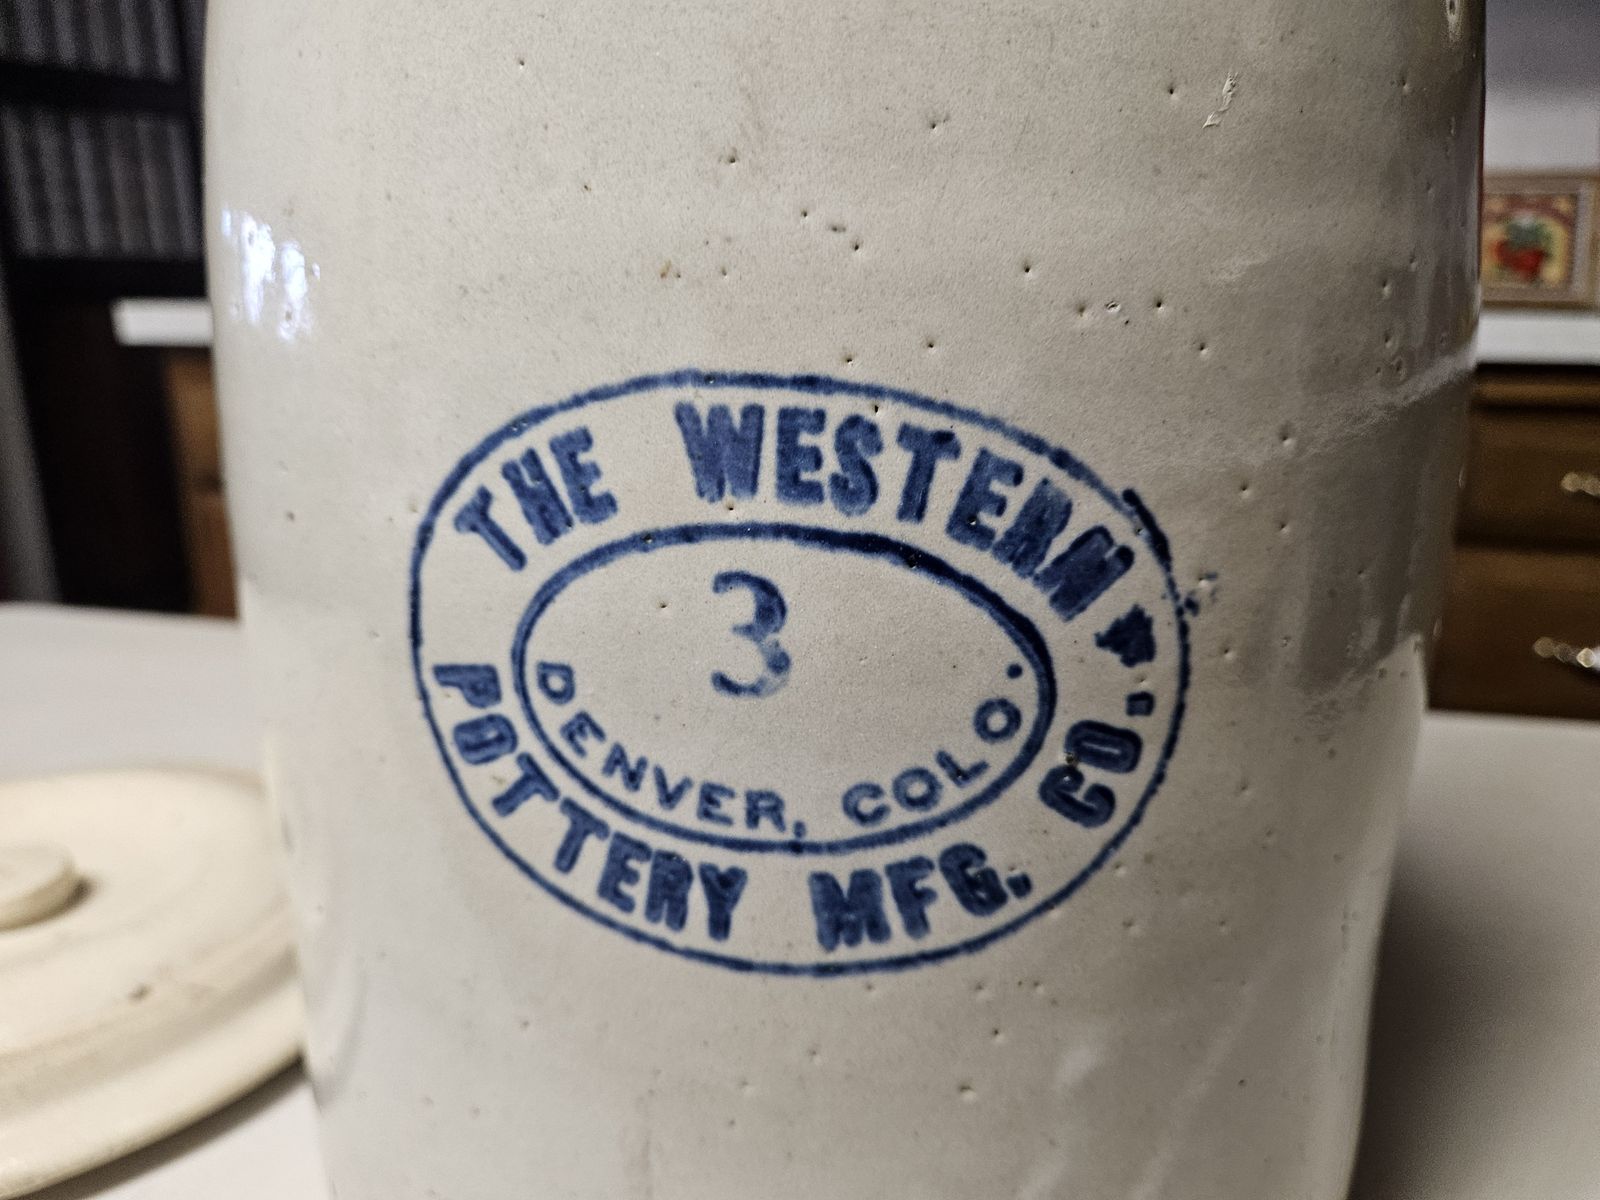 THE WESTERN
POTTERY MFG. CO.
3
DENVER, COLO.